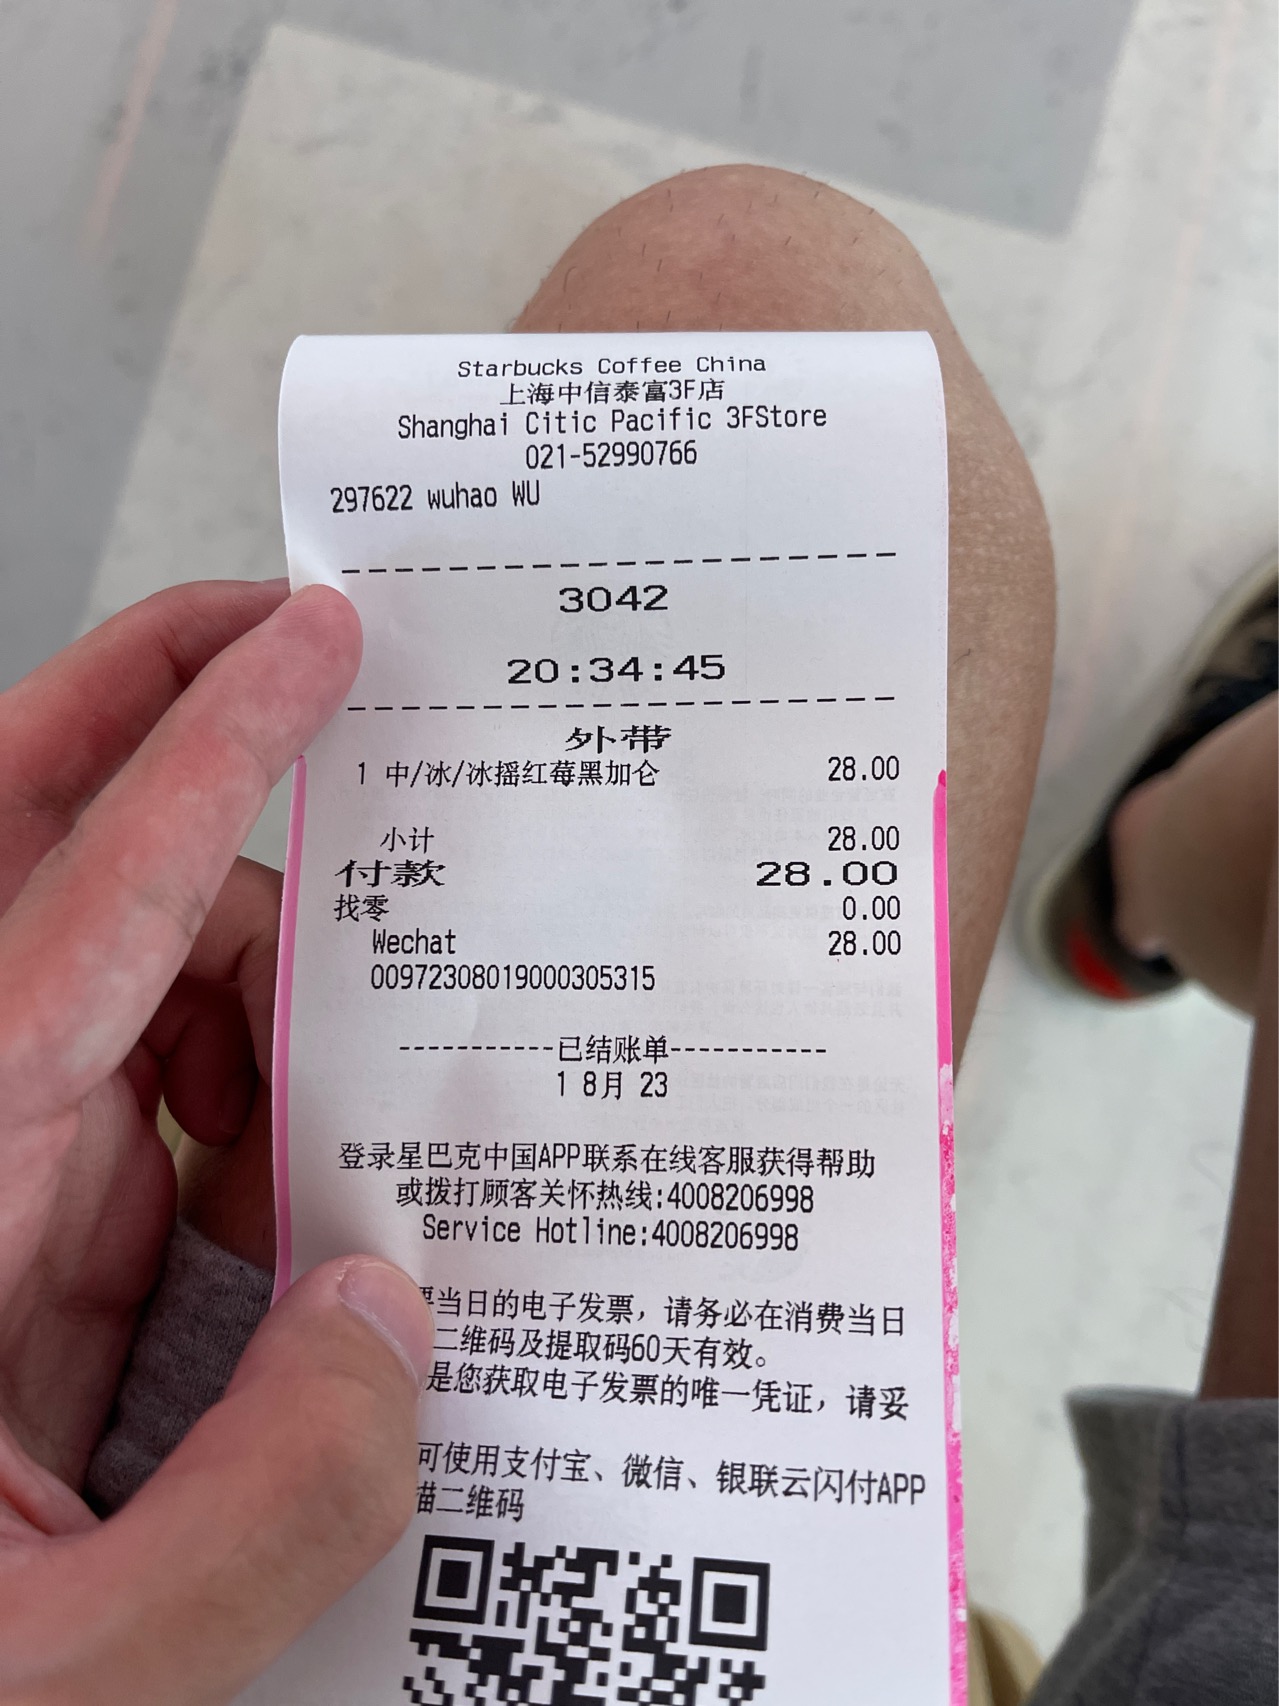 Starbucks Coffee China
上海中信泰富3F店
Shanghai Citic Pacific 3FStore
021-52990766
297622 wuhao WU
3042
20:34:45
外带
1 中/冰/冰摇红莓黑加仑 28.00
小计 28.00
付款 28.00
找零 0.00
Wechat 28.00
00972308019000305315
-----------已结账单-----------
1 8月 23
登录星巴克中国APP联系在线客服获得帮助
或拨打顾客关怀热线:4008206998
Service Hotline:4008206998
当日的电子发票，请务必在消费当日
二维码及提取码60天有效。
是您获取电子发票的唯一凭证，请妥
可使用支付宝、微信、银联云闪付APP
二维码